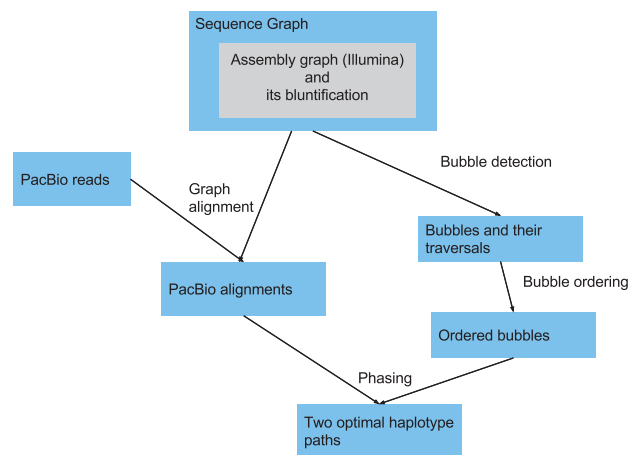 Sequence Graph
Assembly graph (Illumina)
and
its bluntification
Bubble detection
PacBio reads
Graph
alignment
Bubbles and their
traversals
PacBio alignments
Bubble ordering
Ordered bubbles
Phasing
Two optimal haplotype
paths